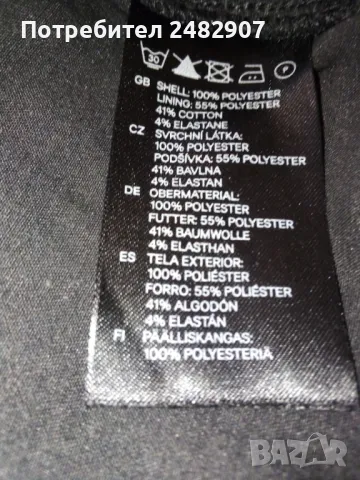 Потребител 2482907
30
P
GB SHELL: 100% POLYESTER
LINING: 55% POLYESTER
41% COTTON
4% ELASTANE
CZ SVRCHNÍ LÁTKA:
100% POLYESTER
PODŠÍVKA: 55% POLYESTER
41% BAVLNA
4% ELASTAN
DE OBERMATERIAL:
100% POLYESTER
FUTTER: 55% POLYESTER
41% BAUMWOLLE
4% ELASTHAN
ES TELA EXTERIOR:
100% POLIÉSTER
FORRO: 55% POLIÉSTER
41% ALGODÓN
4% ELASTÁN
FI PÄÄLLISKANGAS:
100% POLYESTERIÄ
BAZAR